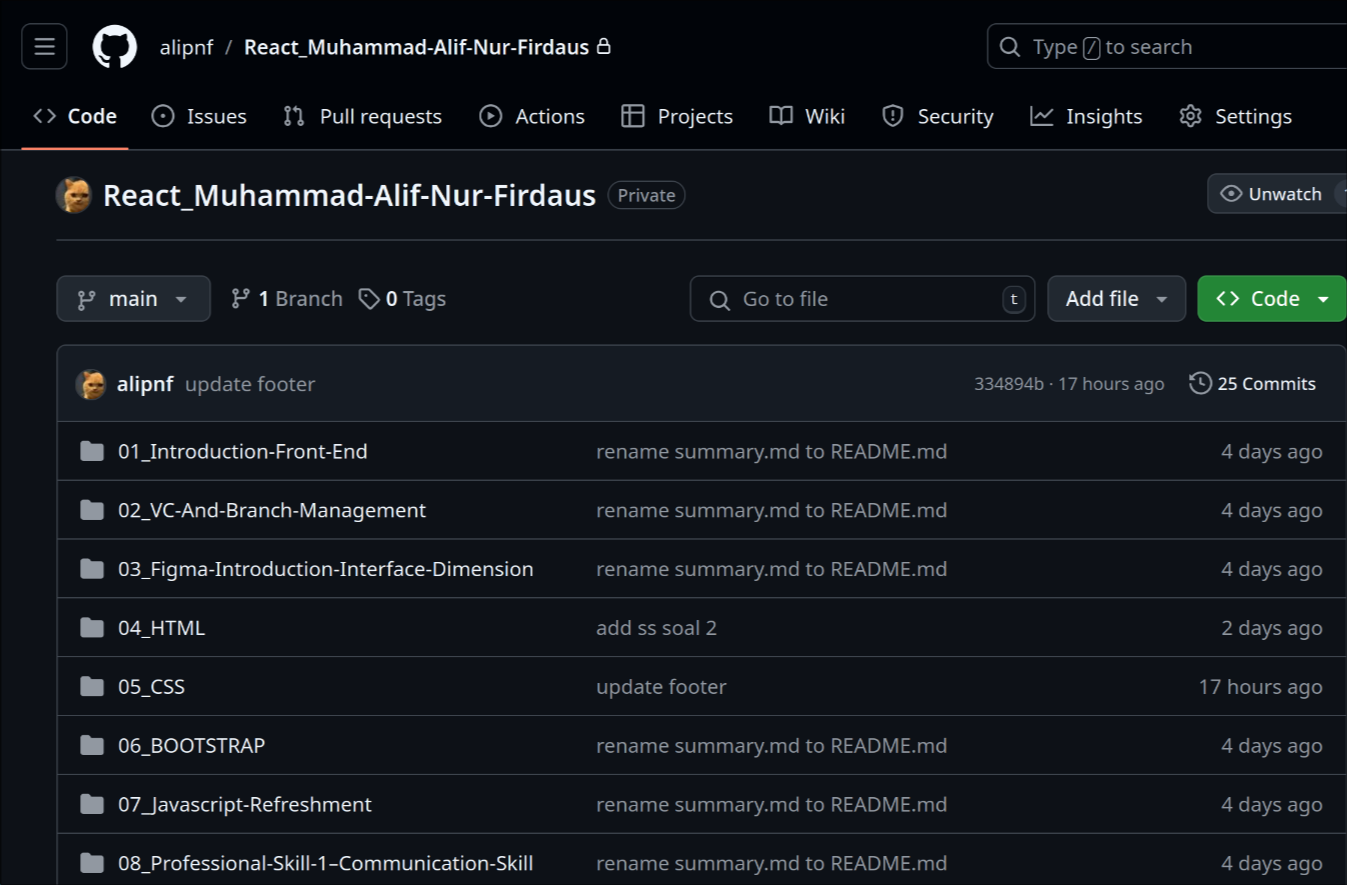 alipnf / React_Muhammad-Alif-Nur-Firdaus
Type / to search
Code Issues Pull requests Actions Projects Wiki Security Insights Settings
React_Muhammad-Alif-Nur-Firdaus Private
Unwatch
main 1 Branch 0 Tags
Go to file t
Add file
Code
alipnf update footer 334894b · 17 hours ago 25 Commits
01_Introduction-Front-End rename summary.md to README.md 4 days ago
02_VC-And-Branch-Management rename summary.md to README.md 4 days ago
03_Figma-Introduction-Interface-Dimension rename summary.md to README.md 4 days ago
04_HTML add ss soal 2 2 days ago
05_CSS update footer 17 hours ago
06_BOOTSTRAP rename summary.md to README.md 4 days ago
07_Javascript-Refreshment rename summary.md to README.md 4 days ago
08_Professional-Skill-1–Communication-Skill rename summary.md to README.md 4 days ago